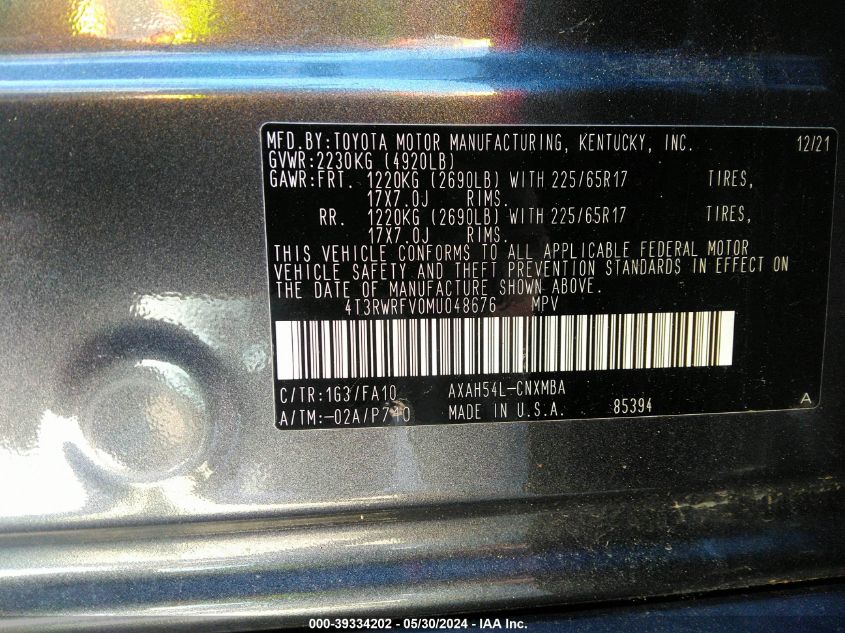 MFD.BY:TOYOTA MOTOR MANUFACTURING, KENTUCKY, INC. 12/21
GVWR:2230KG (4920LB)
GAWR:FRT. 1220KG (2690LB) WITH 225/65R17 TIRES,
17X7.0J RIMS.
RR. 1220KG (2690LB) WITH 225/65R17 TIRES,
17X7.0J RIMS.
THIS VEHICLE CONFORMS TO ALL APPLICABLE FEDERAL MOTOR
VEHICLE SAFETY AND THEFT PREVENTION STANDARDS IN EFFECT ON
THE DATE OF MANUFACTURE SHOWN ABOVE.
4T3RWRFV0MU048676 MPV
C/TR:1G3/FA10 AXAH54L-CNXMBA
A/TM:-02A/P740 MADE IN U.S.A. 85394 A
000-39334202 - 05/30/2024 - IAA Inc.